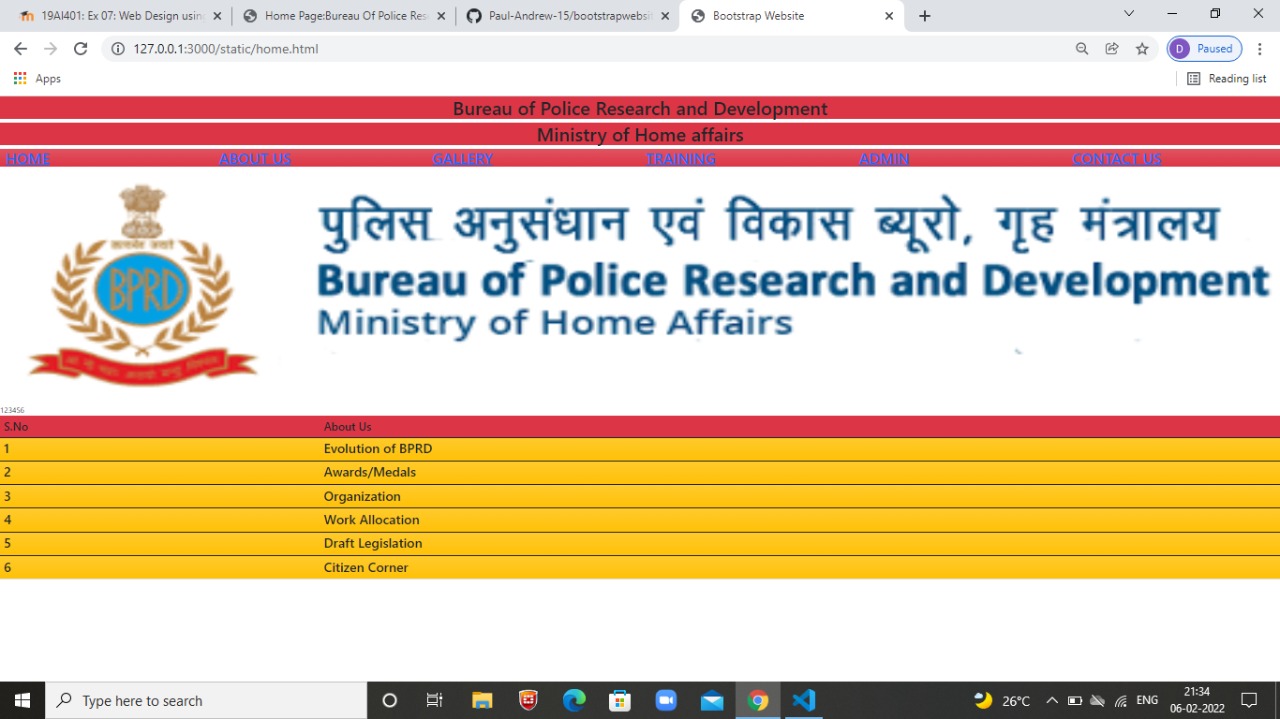 19AI401: Ex 07: Web Design usin
Home Page:Bureau Of Police Res
Paul-Andrew-15/bootstrapwebsit
Bootstrap Website
127.0.0.1:3000/static/home.html
D Paused
Apps
Reading list
Bureau of Police Research and Development
Ministry of Home affairs
HOME ABOUT US GALLERY TRAINING ADMIN CONTACT US
पुलिस अनुसंधान एवं विकास ब्यूरो, गृह मंत्रालय
Bureau of Police Research and Development
Ministry of Home Affairs
BPRD
123456
S.No About Us
1 Evolution of BPRD
2 Awards/Medals
3 Organization
4 Work Allocation
5 Draft Legislation
6 Citizen Corner
Type here to search
26°C
ENG
21:34
06-02-2022